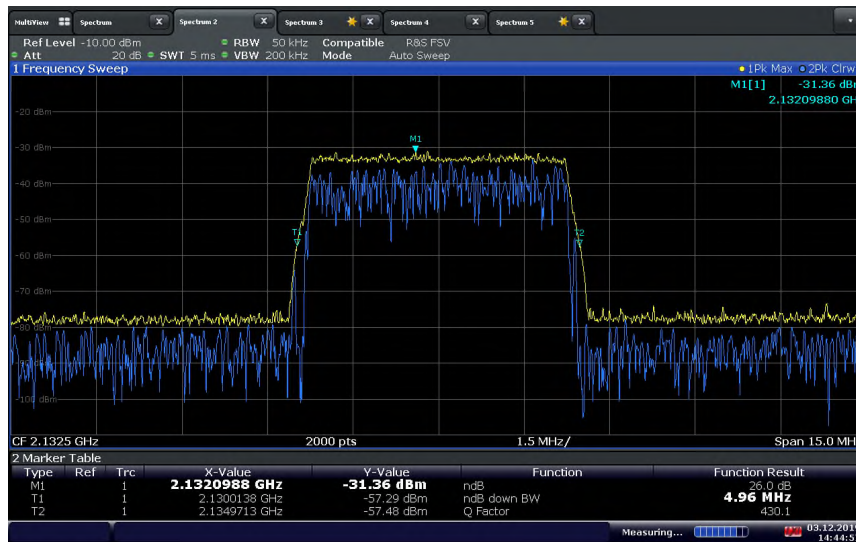 MultiView Spectrum X Spectrum 2 X Spectrum 3 X Spectrum 4 X Spectrum 5 X
Ref Level -10.00 dBm RBW 50 kHz Compatible R&S FSV
Att 20 dB SWT 5 ms VBW 200 kHz Mode Auto Sweep
1 Frequency Sweep 1Pk Max 2Pk Clrw
M1[1] -31.36 dBm
2.13209880 GH
-20 dBm
M1
-30 dBm
-40 dBm
-50 dBm
T1 T2
-60 dBm
-70 dBm
-80 dBm
-90 dBm
-100 dBm
CF 2.1325 GHz 2000 pts 1.5 MHz/ Span 15.0 MH
2 Marker Table
Type Ref Trc X-Value Y-Value Function Function Result
M1 1 2.1320988 GHz -31.36 dBm ndB 26.0 dB
T1 1 2.1300138 GHz -57.29 dBm ndB down BW 4.96 MHz
T2 1 2.1349713 GHz -57.48 dBm Q Factor 430.1
Measuring... 03.12.201
14:44:5